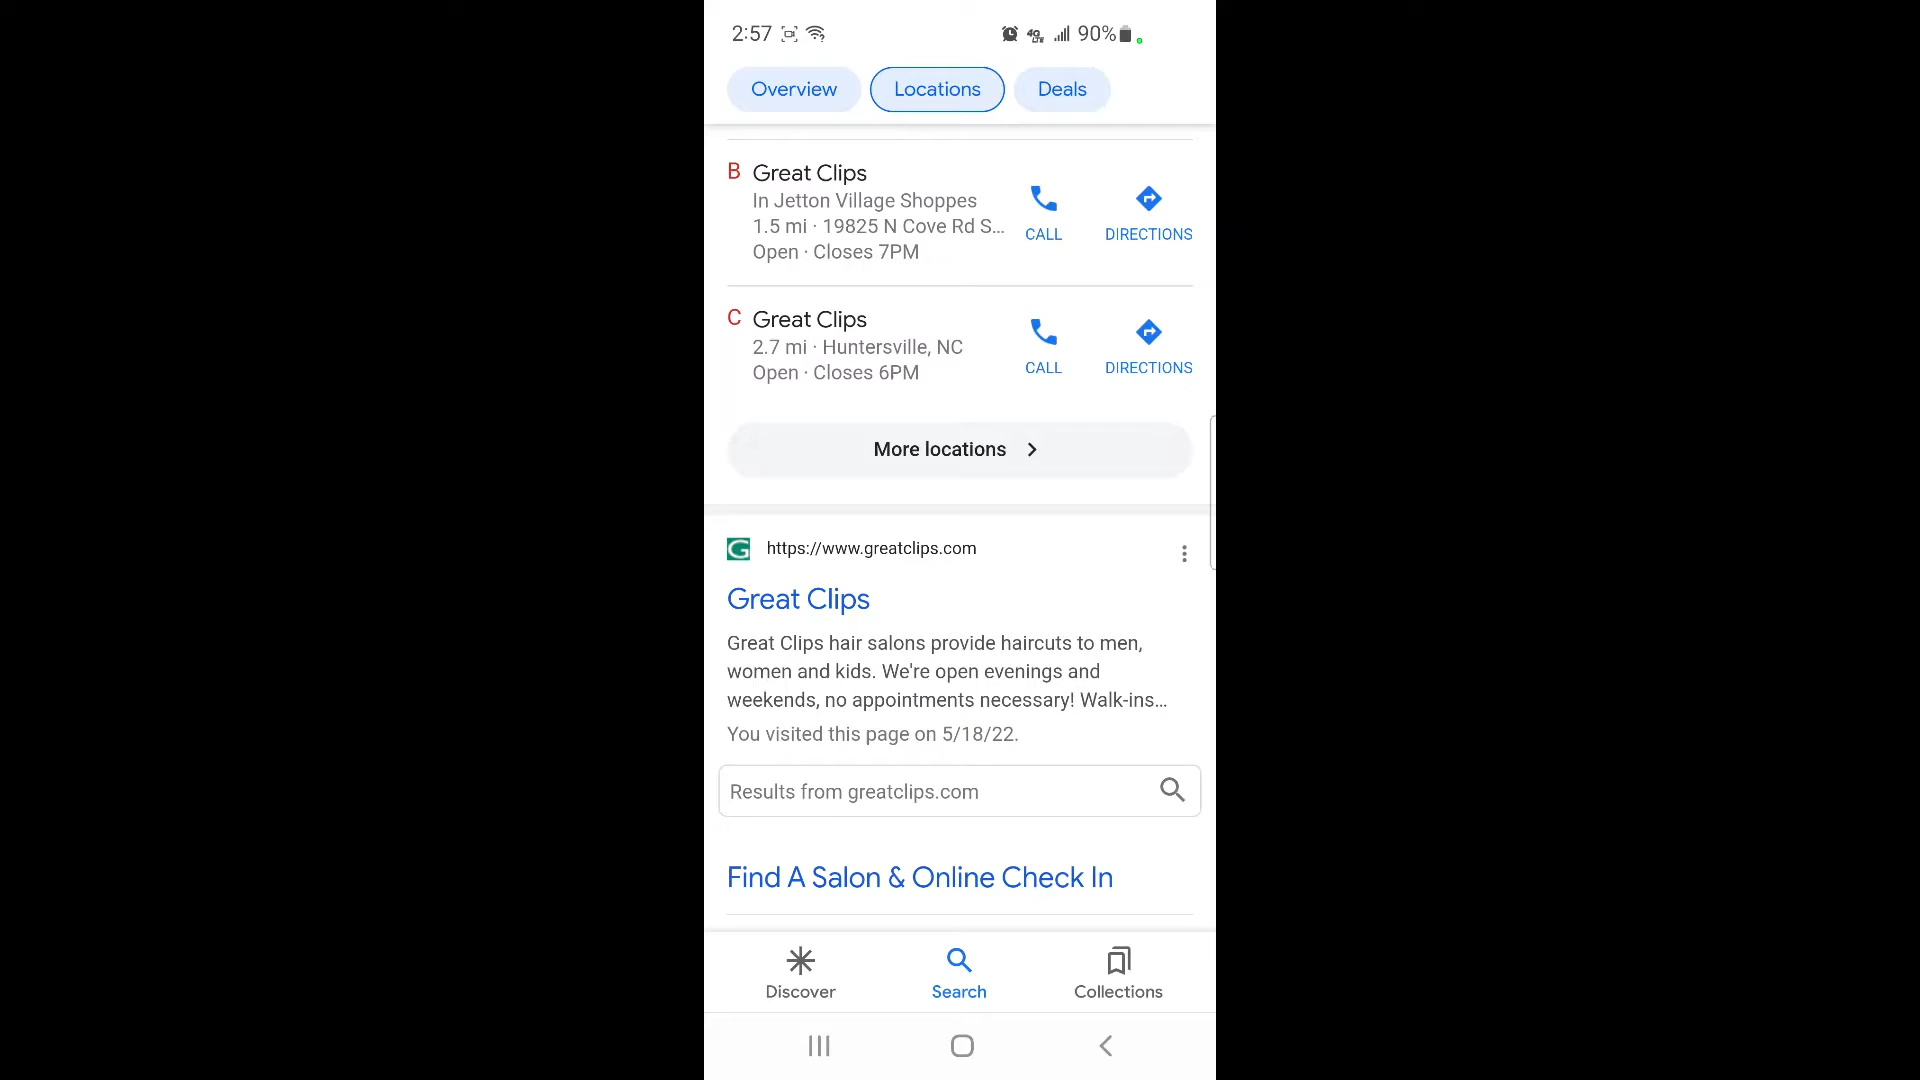 2:57 4G LTE 90%
Overview Locations Deals
B Great Clips
In Jetton Village Shoppes
1.5 mi · 19825 N Cove Rd S...
Open · Closes 7PM
CALL DIRECTIONS
C Great Clips
2.7 mi · Huntersville, NC
Open · Closes 6PM
CALL DIRECTIONS
More locations
G https://www.greatclips.com
Great Clips
Great Clips hair salons provide haircuts to men,
women and kids. We're open evenings and
weekends, no appointments necessary! Walk-ins...
You visited this page on 5/18/22.
Results from greatclips.com
Find A Salon & Online Check In
Discover Search Collections